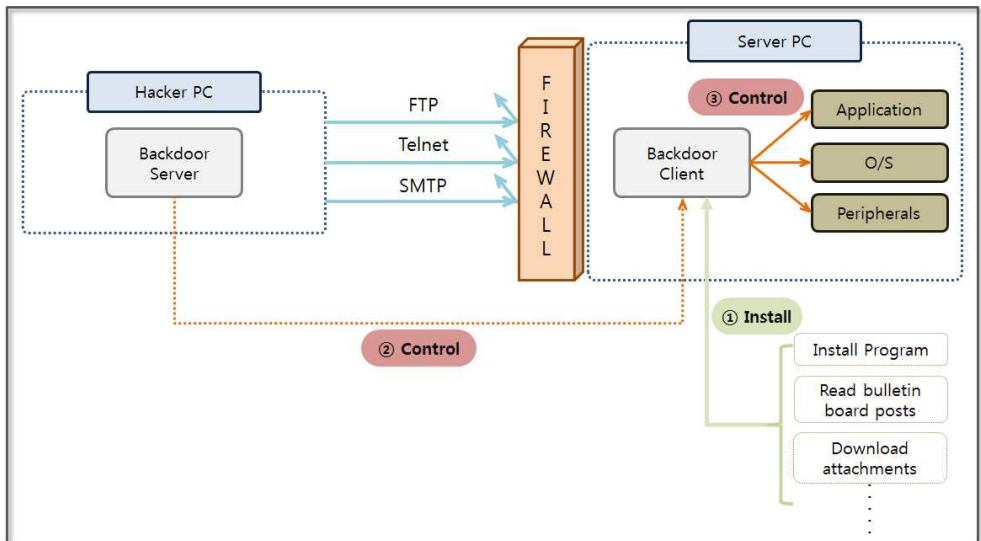 Server PC
Hacker PC
FIREWALL
③ Control
FTP
Application
Telnet
Backdoor
Server
Backdoor
Client
O/S
SMTP
Peripherals
① Install
② Control
Install Program
Read bulletin
board posts
Download
attachments